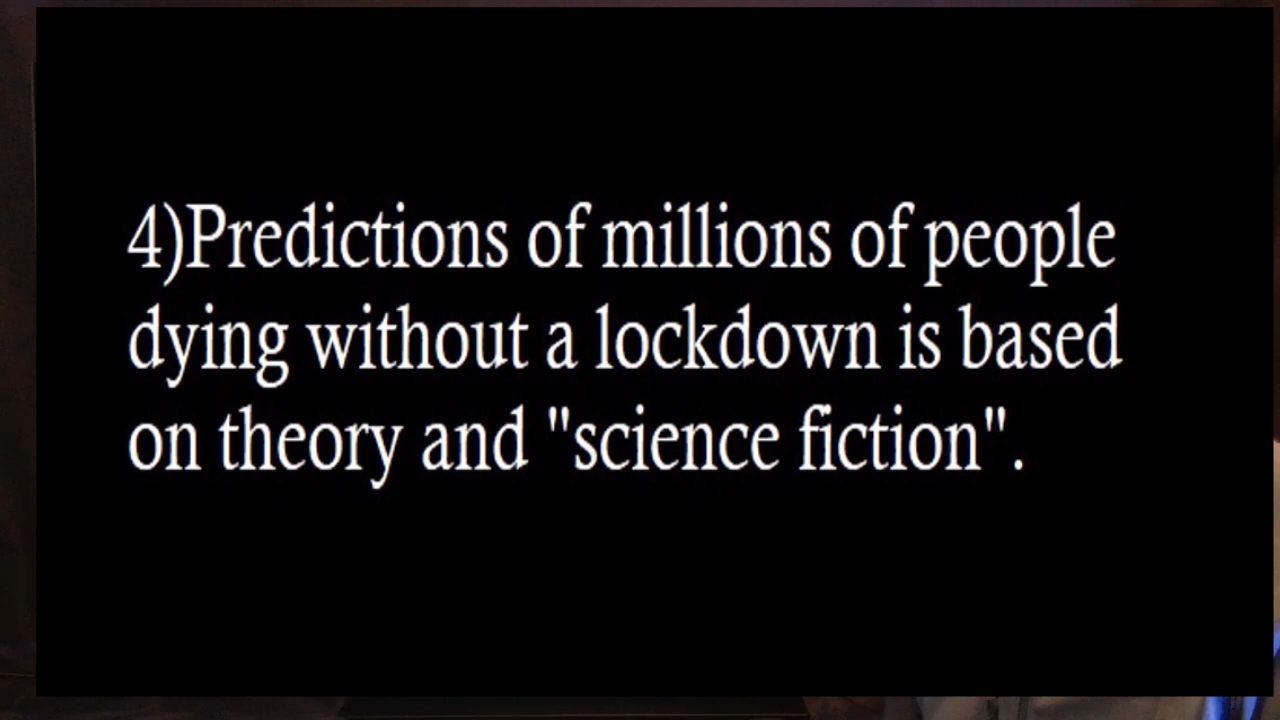 4)Predictions of millions of people
dying without a lockdown is based
on theory and "science fiction".